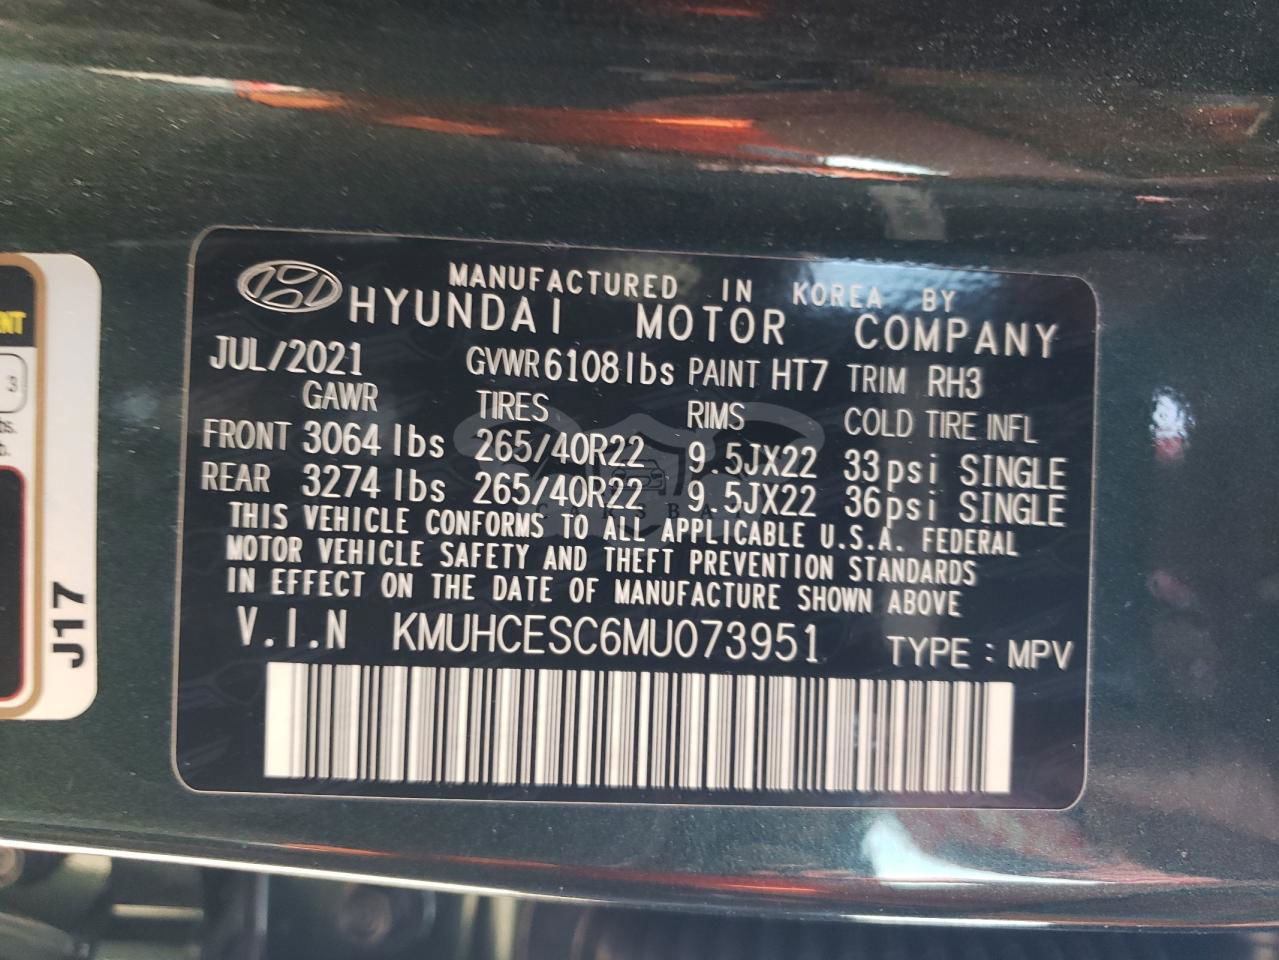 MANUFACTURED IN KOREA BY
HYUNDAI MOTOR COMPANY
JUL/2021 GVWR 6108lbs PAINT HT7 TRIM RH3
GAWR TIRES RIMS COLD TIRE INFL
FRONT 3064 lbs 265/40R22 9.5JX22 33psi SINGLE
REAR 3274 lbs 265/40R22 9.5JX22 36psi SINGLE
THIS VEHICLE CONFORMS TO ALL APPLICABLE U.S.A. FEDERAL
MOTOR VEHICLE SAFETY AND THEFT PREVENTION STANDARDS
IN EFFECT ON THE DATE OF MANUFACTURE SHOWN ABOVE
V.I.N KMUHCESC6MU073951 TYPE : MPV
3
J17